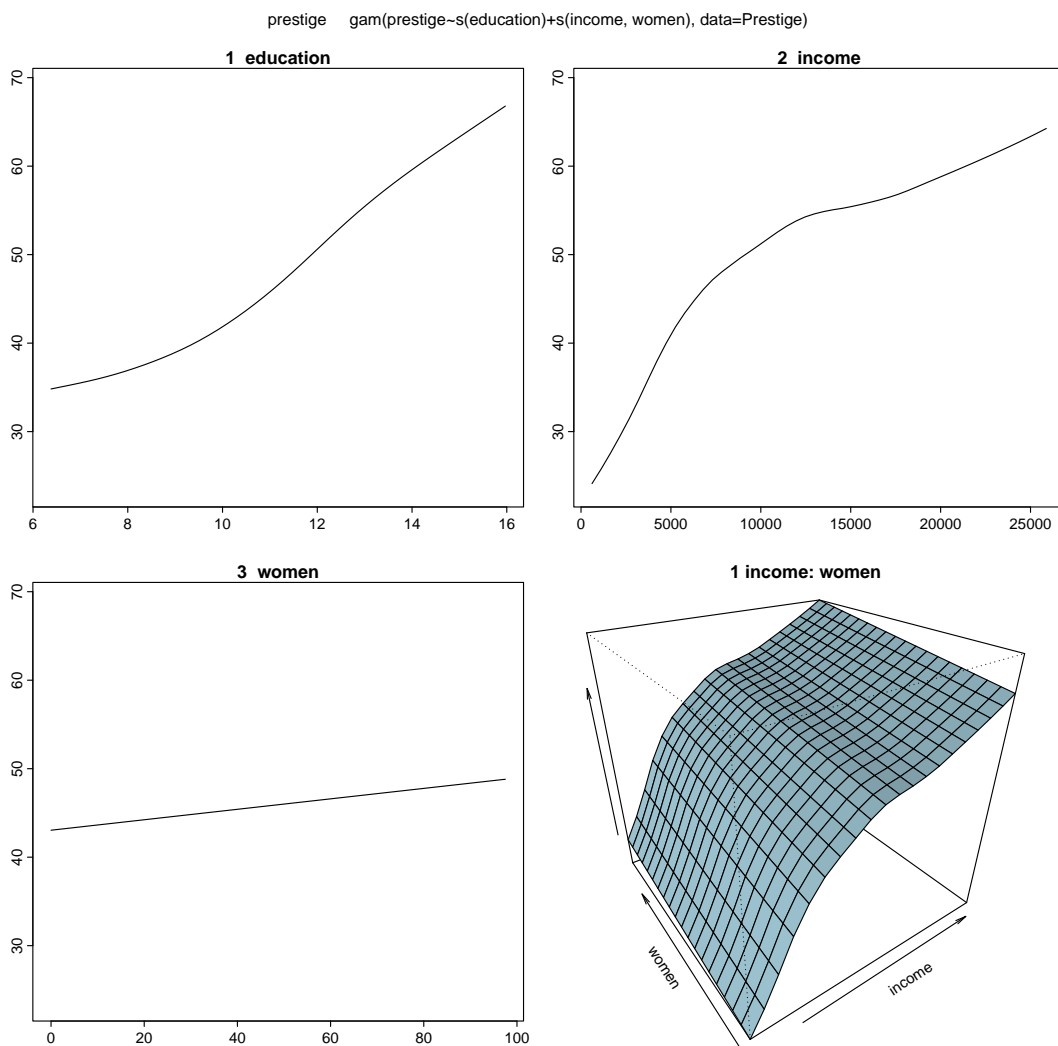 prestige gam(prestige~s(education)+s(income, women), data=Prestige)
1 education
70
60
50
40
30
6 8 10 12 14 16
2 income
70
60
50
40
30
0 5000 10000 15000 20000 25000
3 women
70
60
50
40
30
0 20 40 60 80 100
1 income: women
women
income